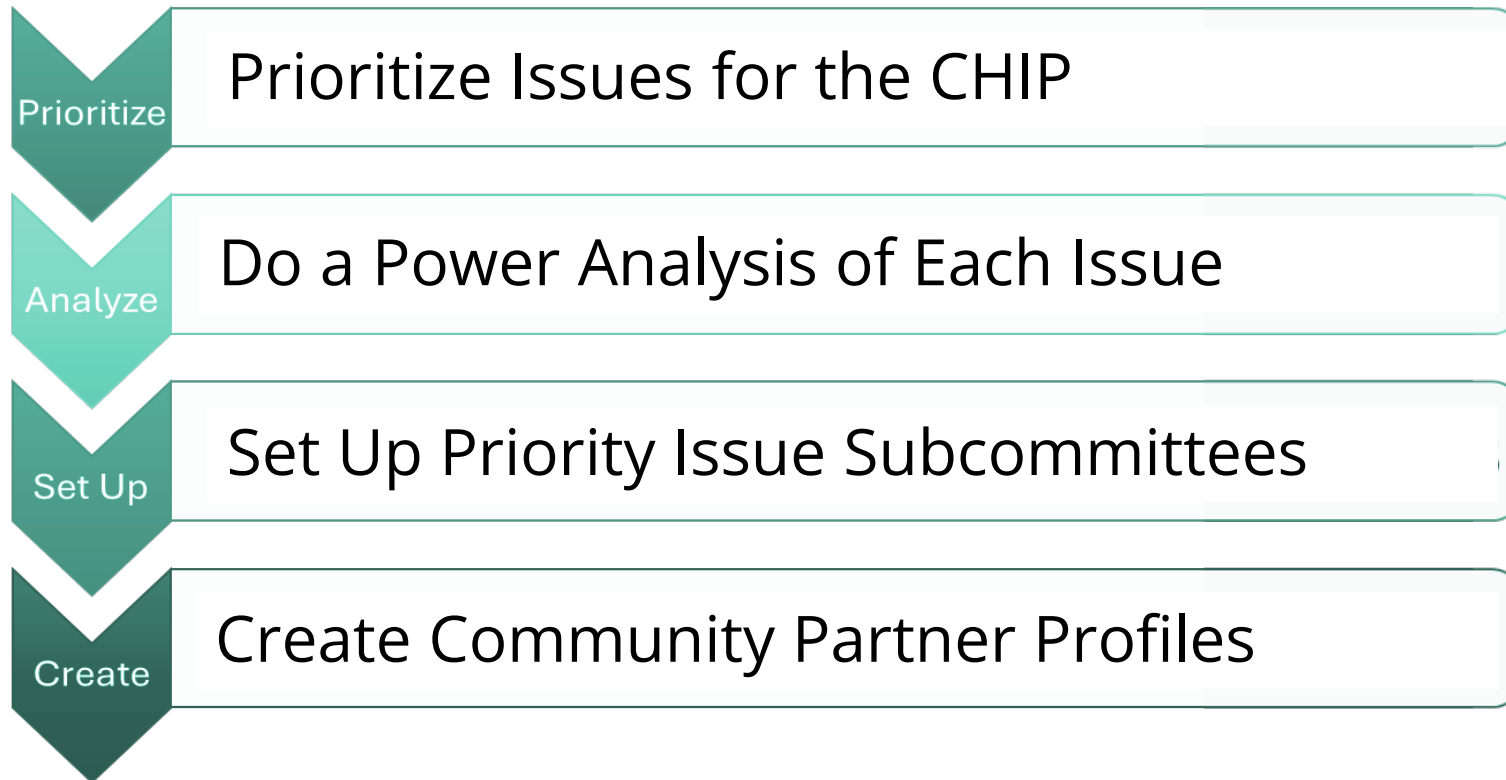 Prioritize
Prioritize Issues for the CHIP
Analyze
Do a Power Analysis of Each Issue
Set Up
Set Up Priority Issue Subcommittees
Create
Create Community Partner Profiles